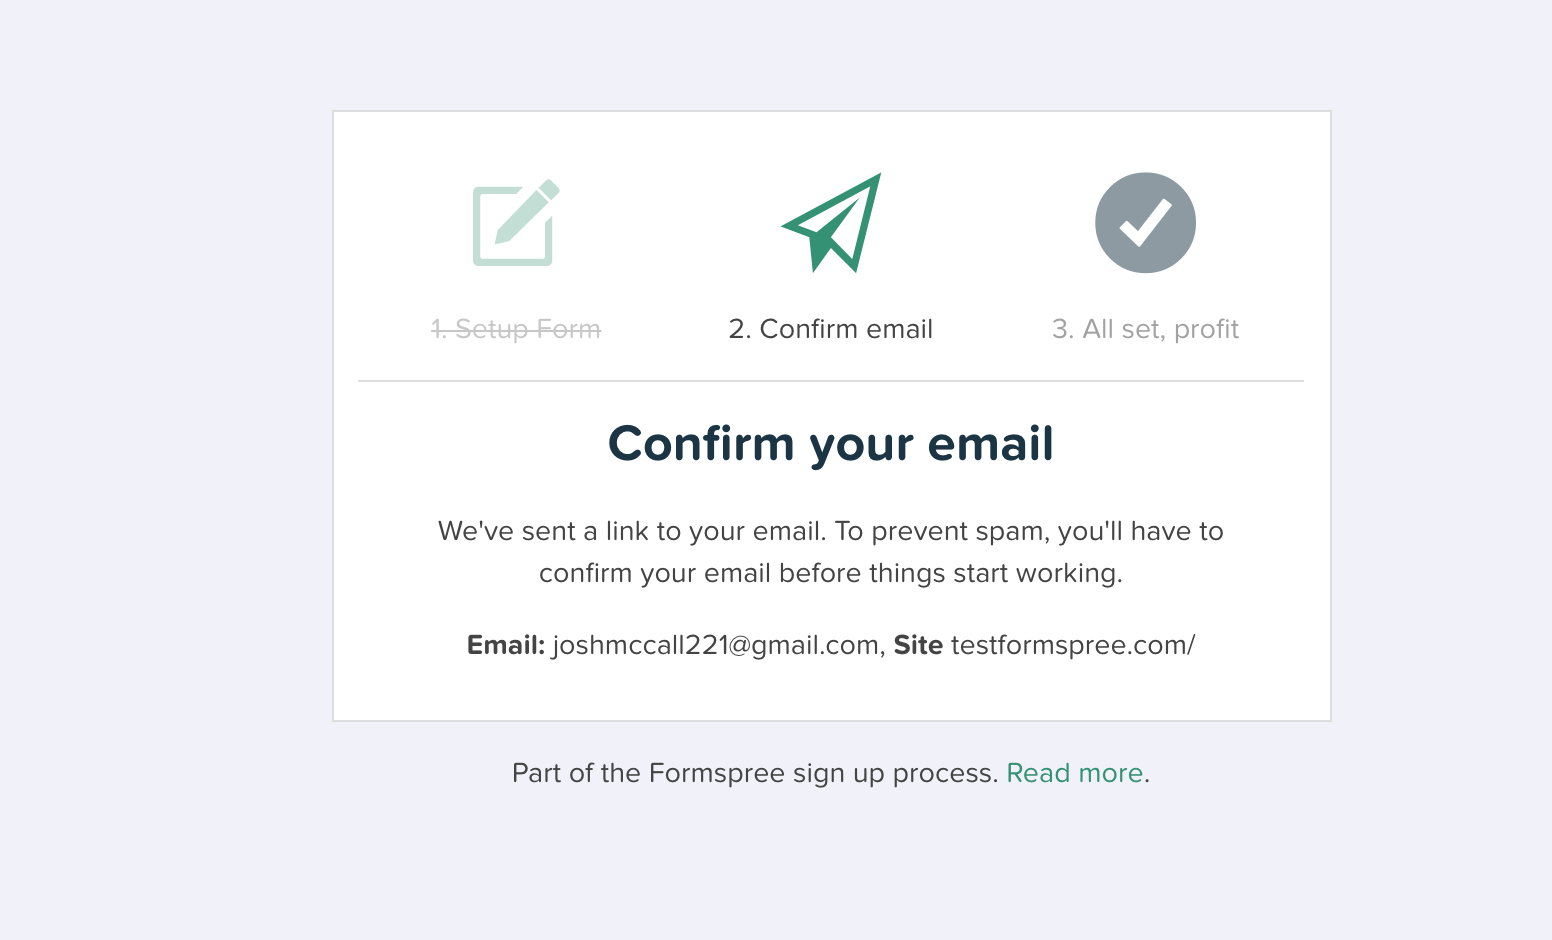 1. Setup Form
2. Confirm email
3. All set, profit
Confirm your email
We've sent a link to your email. To prevent spam, you'll have to
confirm your email before things start working.
Email: joshmccall221@gmail.com, Site testformspree.com/
Part of the Formspree sign up process. Read more.